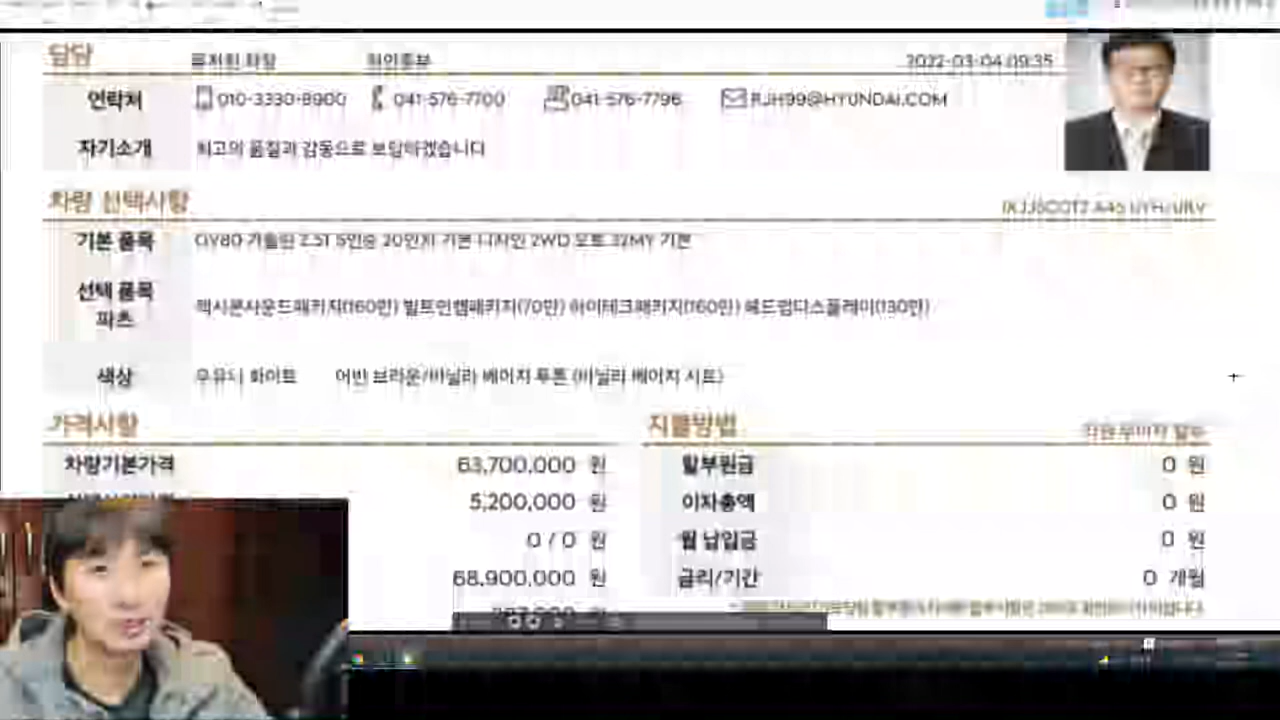 담당 2022-03-04 09:35
연락처 010-3330-8900 041-576-7700 041-576-7796 RJH99@HYUNDAI.COM
자기소개 최고의 품질과 감동으로 보답하겠습니다
차량 선택사항
기본 품목 GV80 가솔린 2.5T 5인승 20인치 기본 디자인 2WD 오토 22MY 기본
선택 품목 파츠 렉시콘사운드패키지(160만) 빌트인캠패키지(70만) 하이테크패키지(160만) 헤드업디스플레이(130만)
색상 우유니 화이트 어반 브라운/바닐라 베이지 투톤 (바닐라 베이지 시트)
가격사항
차량기본가격 63,700,000 원
5,200,000 원
0 / 0 원
68,900,000 원
지불방법
할부원금 0 원
이자총액 0 원
월 납입금 0 원
금리/기간 0 개월